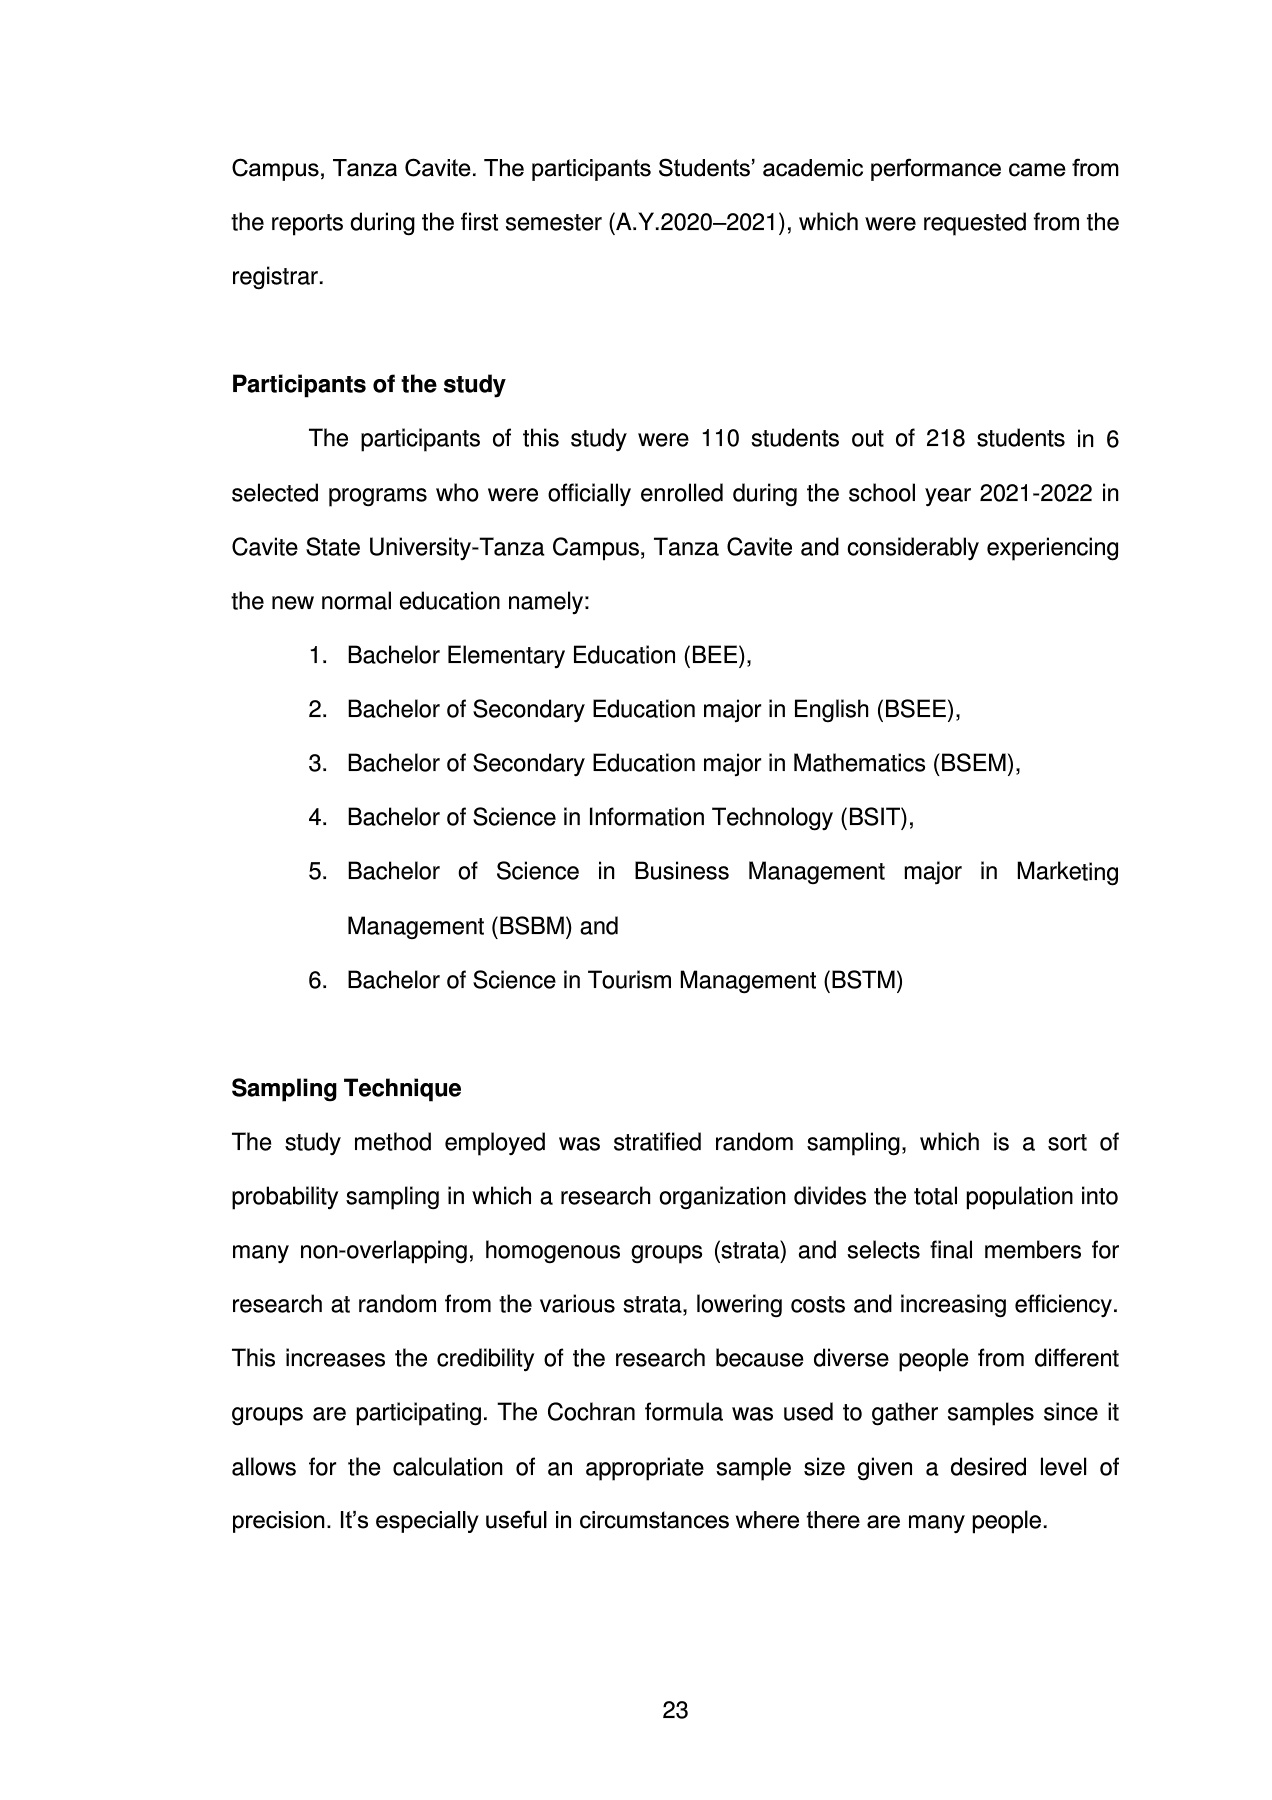 Campus, Tanza Cavite. The participants Students’ academic performance came from
the reports during the first semester (A.Y.2020–2021), which were requested from the
registrar.
Participants of the study
The participants of this study were 110 students out of 218 students in 6
selected programs who were officially enrolled during the school year 2021-2022 in
Cavite State University-Tanza Campus, Tanza Cavite and considerably experiencing
the new normal education namely:
1. Bachelor Elementary Education (BEE),
2. Bachelor of Secondary Education major in English (BSEE),
3. Bachelor of Secondary Education major in Mathematics (BSEM),
4. Bachelor of Science in Information Technology (BSIT),
5. Bachelor of Science in Business Management major in Marketing
Management (BSBM) and
6. Bachelor of Science in Tourism Management (BSTM)
Sampling Technique
The study method employed was stratified random sampling, which is a sort of
probability sampling in which a research organization divides the total population into
many non-overlapping, homogenous groups (strata) and selects final members for
research at random from the various strata, lowering costs and increasing efficiency.
This increases the credibility of the research because diverse people from different
groups are participating. The Cochran formula was used to gather samples since it
allows for the calculation of an appropriate sample size given a desired level of
precision. It’s especially useful in circumstances where there are many people.
23